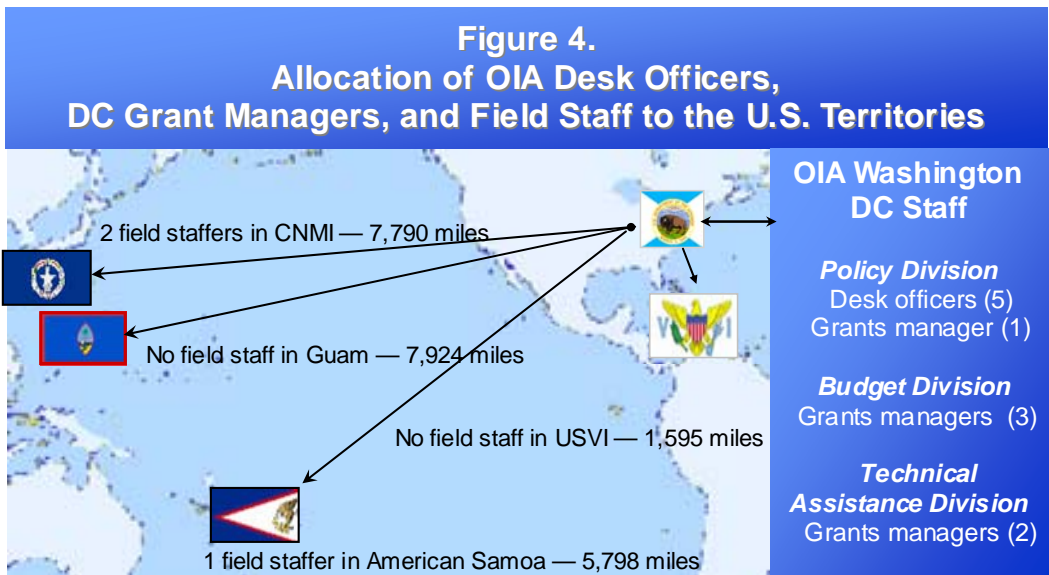 Figure 4.
Allocation of OIA Desk Officers,
DC Grant Managers, and Field Staff to the U.S. Territories
2 field staffers in CNMI — 7,790 miles
No field staff in Guam — 7,924 miles
V I
No field staff in USVI — 1,595 miles
1 field staffer in American Samoa — 5,798 miles
OIA Washington
DC Staff
Policy Division
Desk officers (5)
Grants manager (1)
Budget Division
Grants managers (3)
Technical
Assistance Division
Grants managers (2)